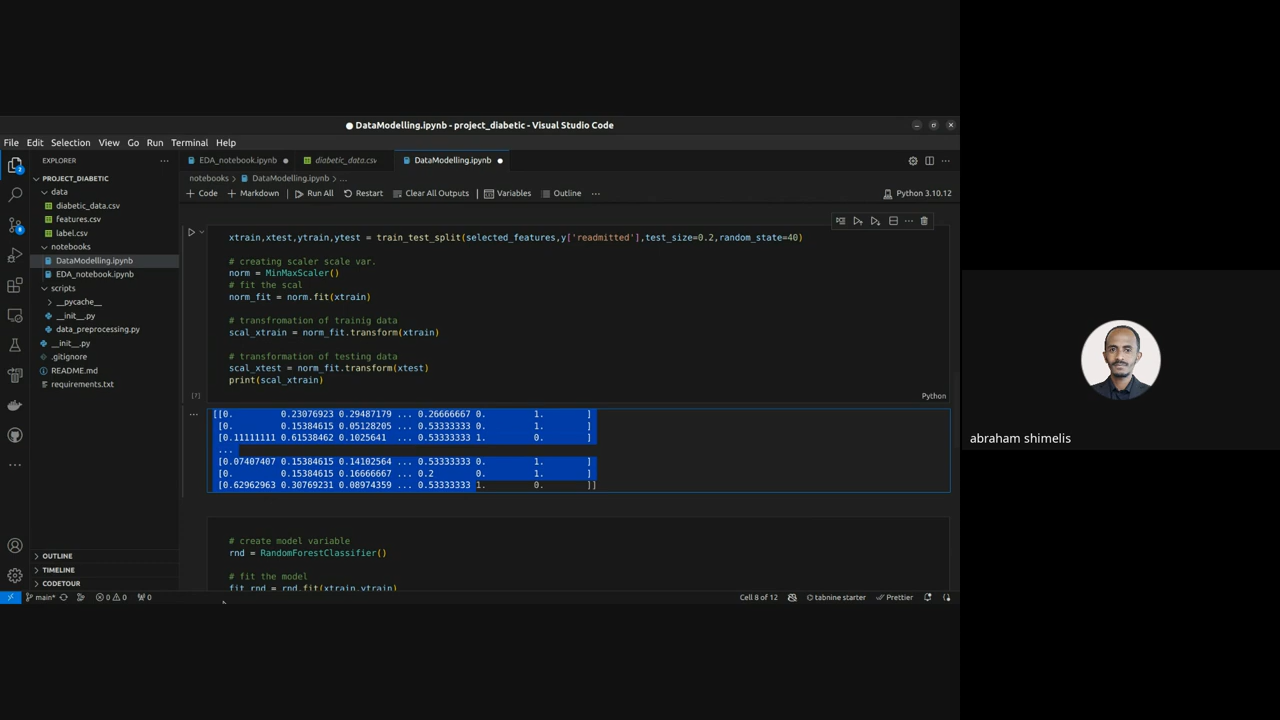 DataModelling.ipynb - project_diabetic - Visual Studio Code
File Edit Selection View Go Run Terminal Help
EXPLORER
EDA_notebook.ipynb
diabetic_data.csv
DataModelling.ipynb
notebooks > DataModelling.ipynb > ...
PROJECT_DIABETIC
data
diabetic_data.csv
features.csv
label.csv
notebooks
DataModelling.ipynb
EDA_notebook.ipynb
scripts
__pycache__
__init__.py
data_preprocessing.py
__init__.py
.gitignore
README.md
requirements.txt
OUTLINE
TIMELINE
CODETOUR
+ Code + Markdown Run All Restart Clear All Outputs Variables Outline ... Python 3.10.12
xtrain,xtest,ytrain,ytest = train_test_split(selected_features,y['readmitted'],test_size=0.2,random_state=40)
# creating scaler scale var.
norm = MinMaxScaler()
# fit the scal
norm_fit = norm.fit(xtrain)
# transfromation of trainig data
scal_xtrain = norm_fit.transform(xtrain)
# transformation of testing data
scal_xtest = norm_fit.transform(xtest)
print(scal_xtrain)
[7]
Python
[[0. 0.23076923 0.29487179 ... 0.26666667 0. 1. ]
[0. 0.15384615 0.05128205 ... 0.53333333 0. 1. ]
[0.11111111 0.61538462 0.1025641 ... 0.53333333 1. 0. ]
...
[0.07407407 0.15384615 0.14102564 ... 0.53333333 0. 1. ]
[0. 0.15384615 0.16666667 ... 0.2 0. 1. ]
[0.62962963 0.30769231 0.08974359 ... 0.53333333 1. 0. ]]
# create model variable
rnd = RandomForestClassifier()
# fit the model
fit_rnd = rnd.fit(xtrain,ytrain)
main* 0 0 0 Cell 8 of 12 tabnine starter Prettier
abraham shimelis